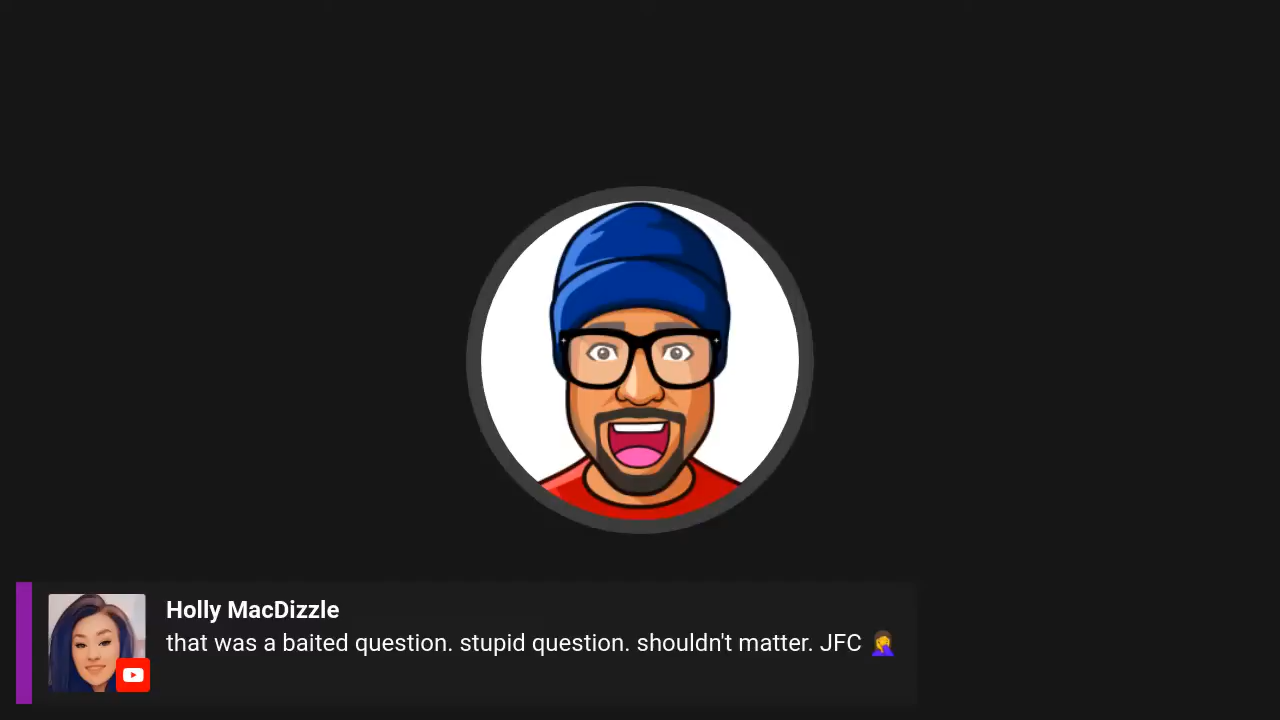 Holly MacDizzle
that was a baited question. stupid question. shouldn't matter. JFC 🤦‍♀️